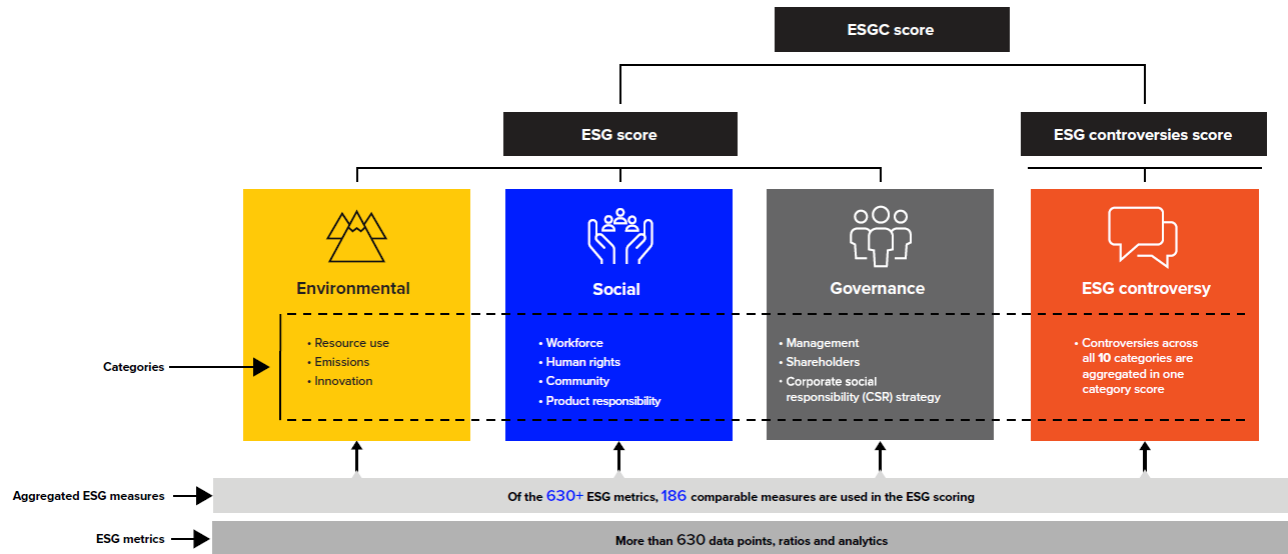 ESGC score
ESG score
ESG controversies score
Environmental
Social
Governance
ESG controversy
Categories
• Resource use
• Emissions
• Innovation
• Workforce
• Human rights
• Community
• Product responsibility
• Management
• Shareholders
• Corporate social
responsibility (CSR) strategy
• Controversies across
all 10 categories are
aggregated in one
category score
Aggregated ESG measures
Of the 630+ ESG metrics, 186 comparable measures are used in the ESG scoring
ESG metrics
More than 630 data points, ratios and analytics